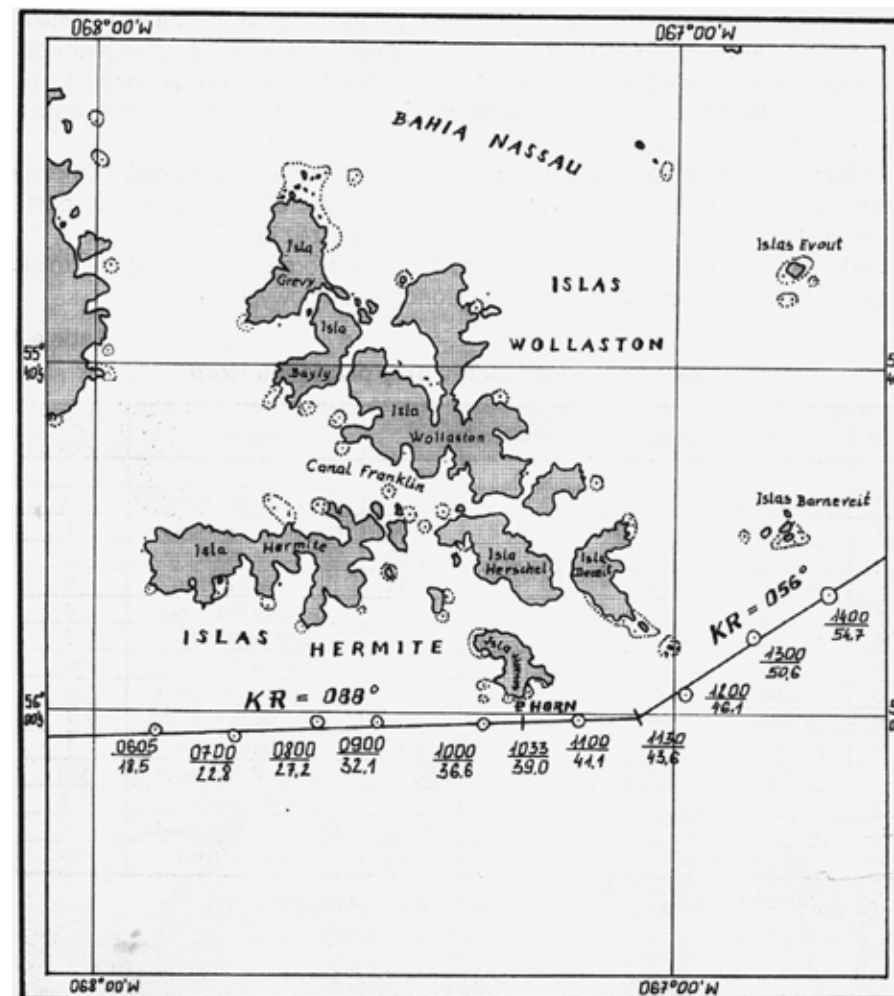 068°00'W
067°00'W
BAHIA NASSAU
Isla
Grevy
Islas Evout
ISLAS
WOLLASTON
Isla
Bayly
55°
40's
Isla
Wollaston
Canal Franklin
Islas Barneveit
Isla
Hermite
Isla
Herschel
Isla
Deceit
KR = 056°
ISLAS
HERMITE
Isla
KR = 088°
HORN
56°
00's
0605
18,5
0700
22,8
0800
27,2
0900
32,1
1000
36.6
1033
39,0
1100
41,1
1130
43,6
1200
46.1
1300
50,6
1400
54.7
068°00'W
067°00'W